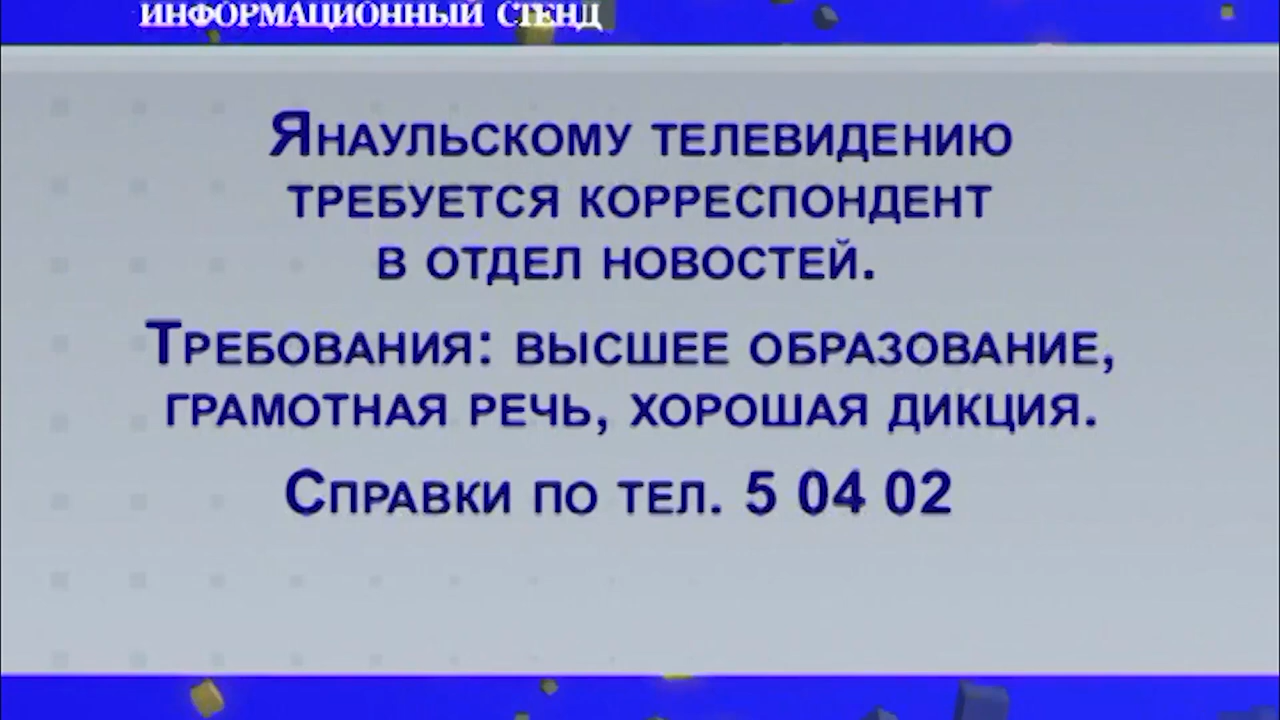 ИНФОРМАЦИОННЫЙ СТЕНД
ЯНАУЛЬСКОМУ ТЕЛЕВИДЕНИЮ
ТРЕБУЕТСЯ КОРРЕСПОНДЕНТ
В ОТДЕЛ НОВОСТЕЙ.
ТРЕБОВАНИЯ: ВЫСШЕЕ ОБРАЗОВАНИЕ,
ГРАМОТНАЯ РЕЧЬ, ХОРОШАЯ ДИКЦИЯ.
СПРАВКИ ПО ТЕЛ. 5 04 02